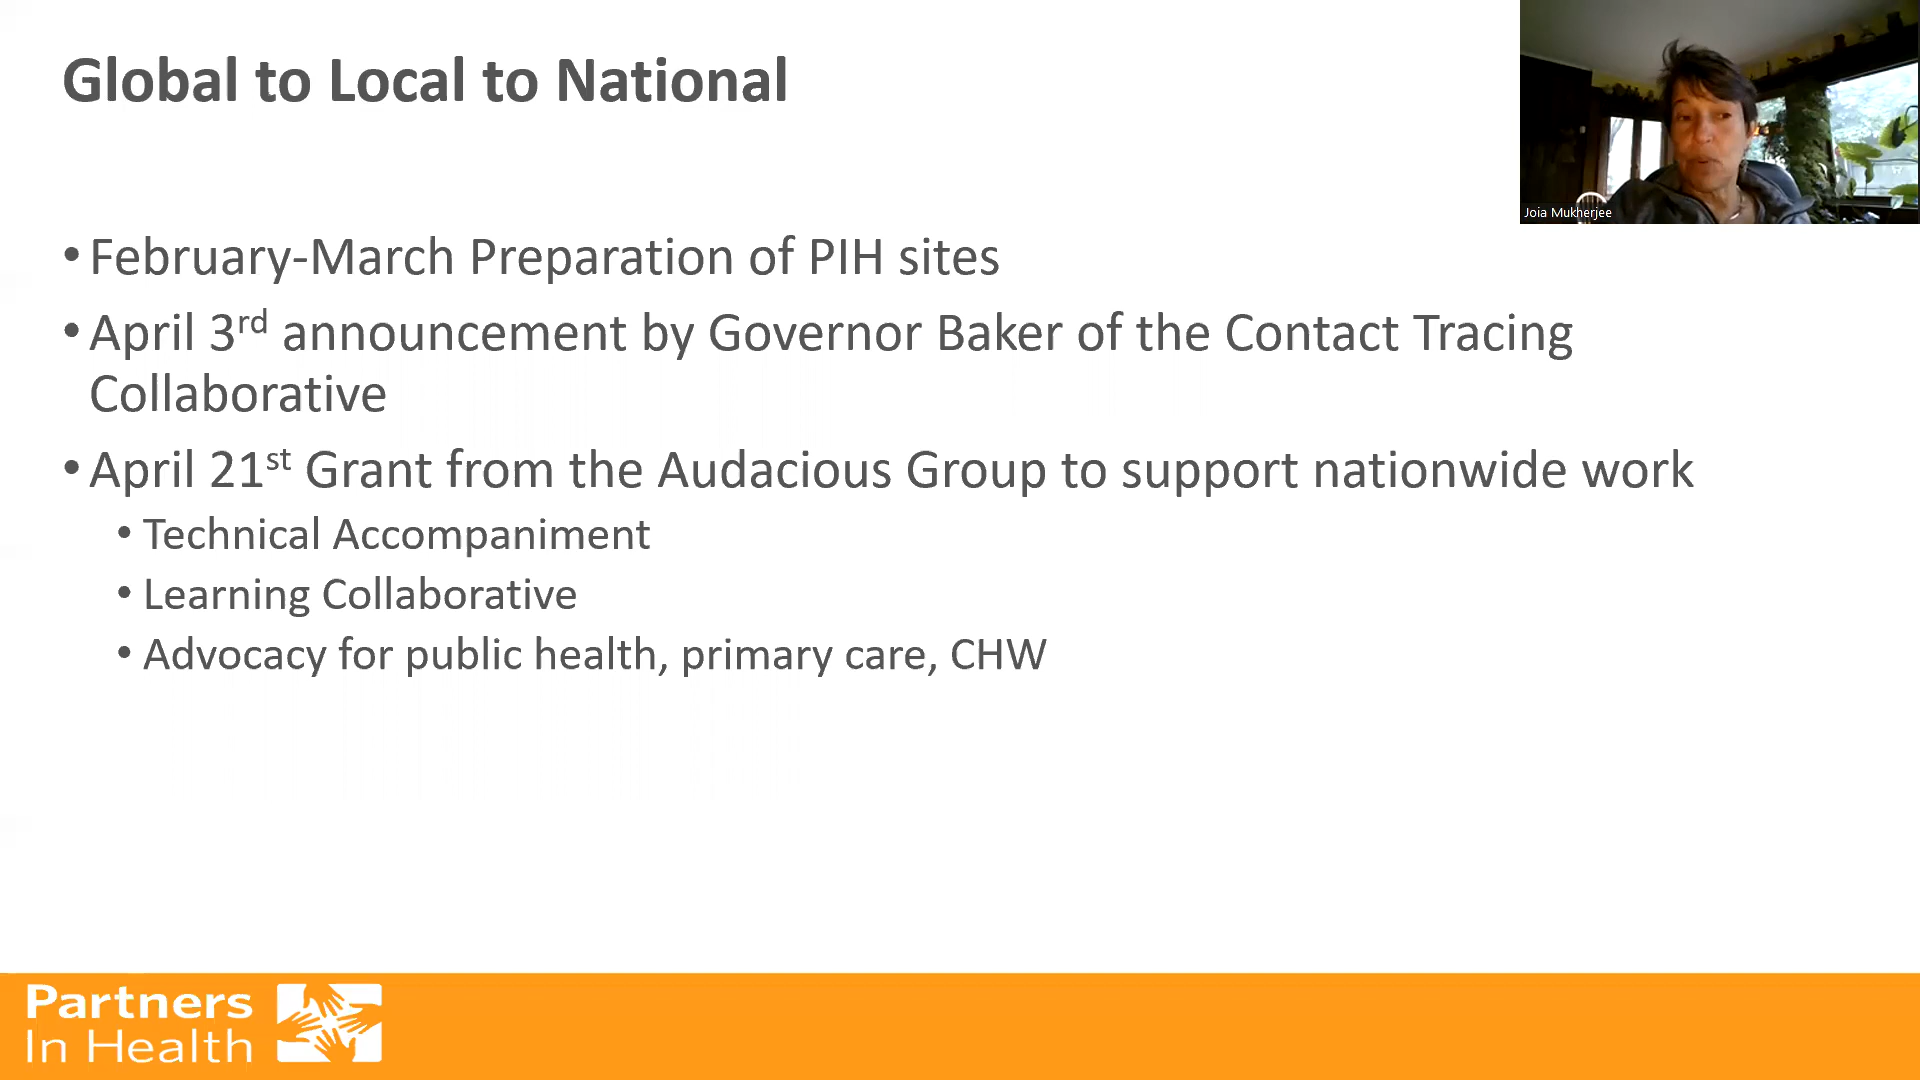 Global to Local to National
Joia Mukherjee
• February-March Preparation of PIH sites
• April 3rd announcement by Governor Baker of the Contact Tracing
Collaborative
• April 21st Grant from the Audacious Group to support nationwide work
• Technical Accompaniment
• Learning Collaborative
• Advocacy for public health, primary care, CHW
Partners
In Health